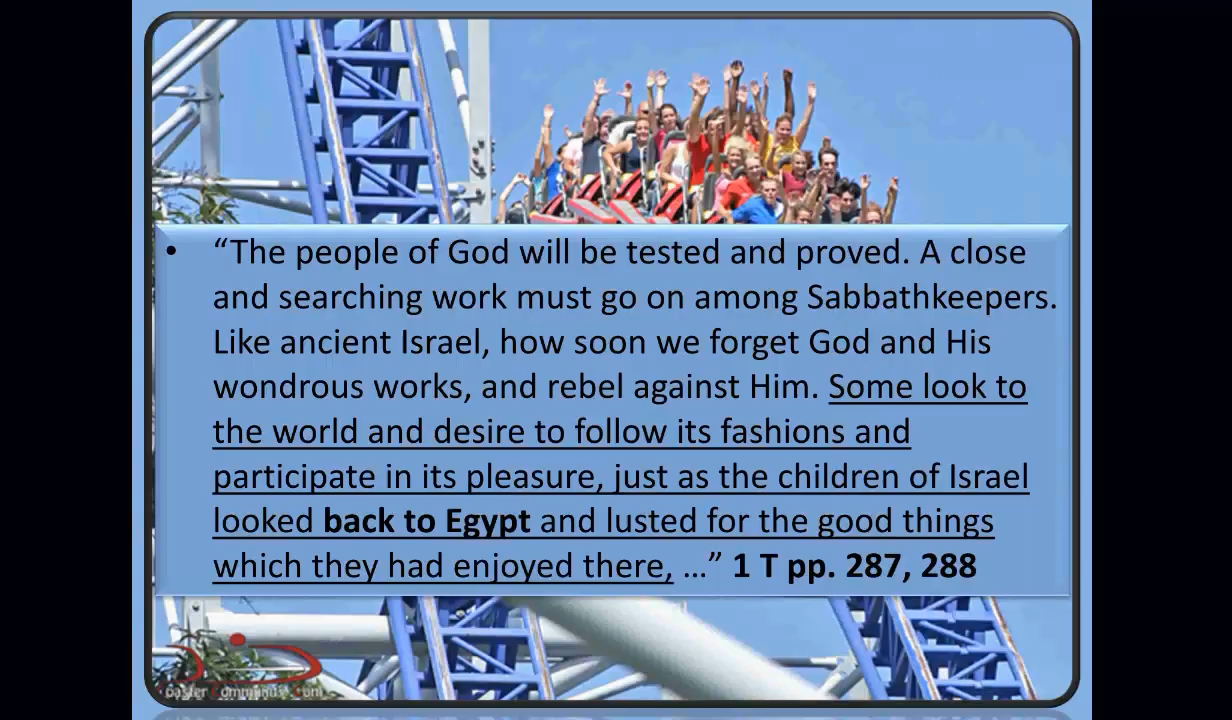 • “The people of God will be tested and proved. A close
and searching work must go on among Sabbathkeepers.
Like ancient Israel, how soon we forget God and His
wondrous works, and rebel against Him. Some look to
the world and desire to follow its fashions and
participate in its pleasure, just as the children of Israel
looked back to Egypt and lusted for the good things
which they had enjoyed there, …” 1 T pp. 287, 288